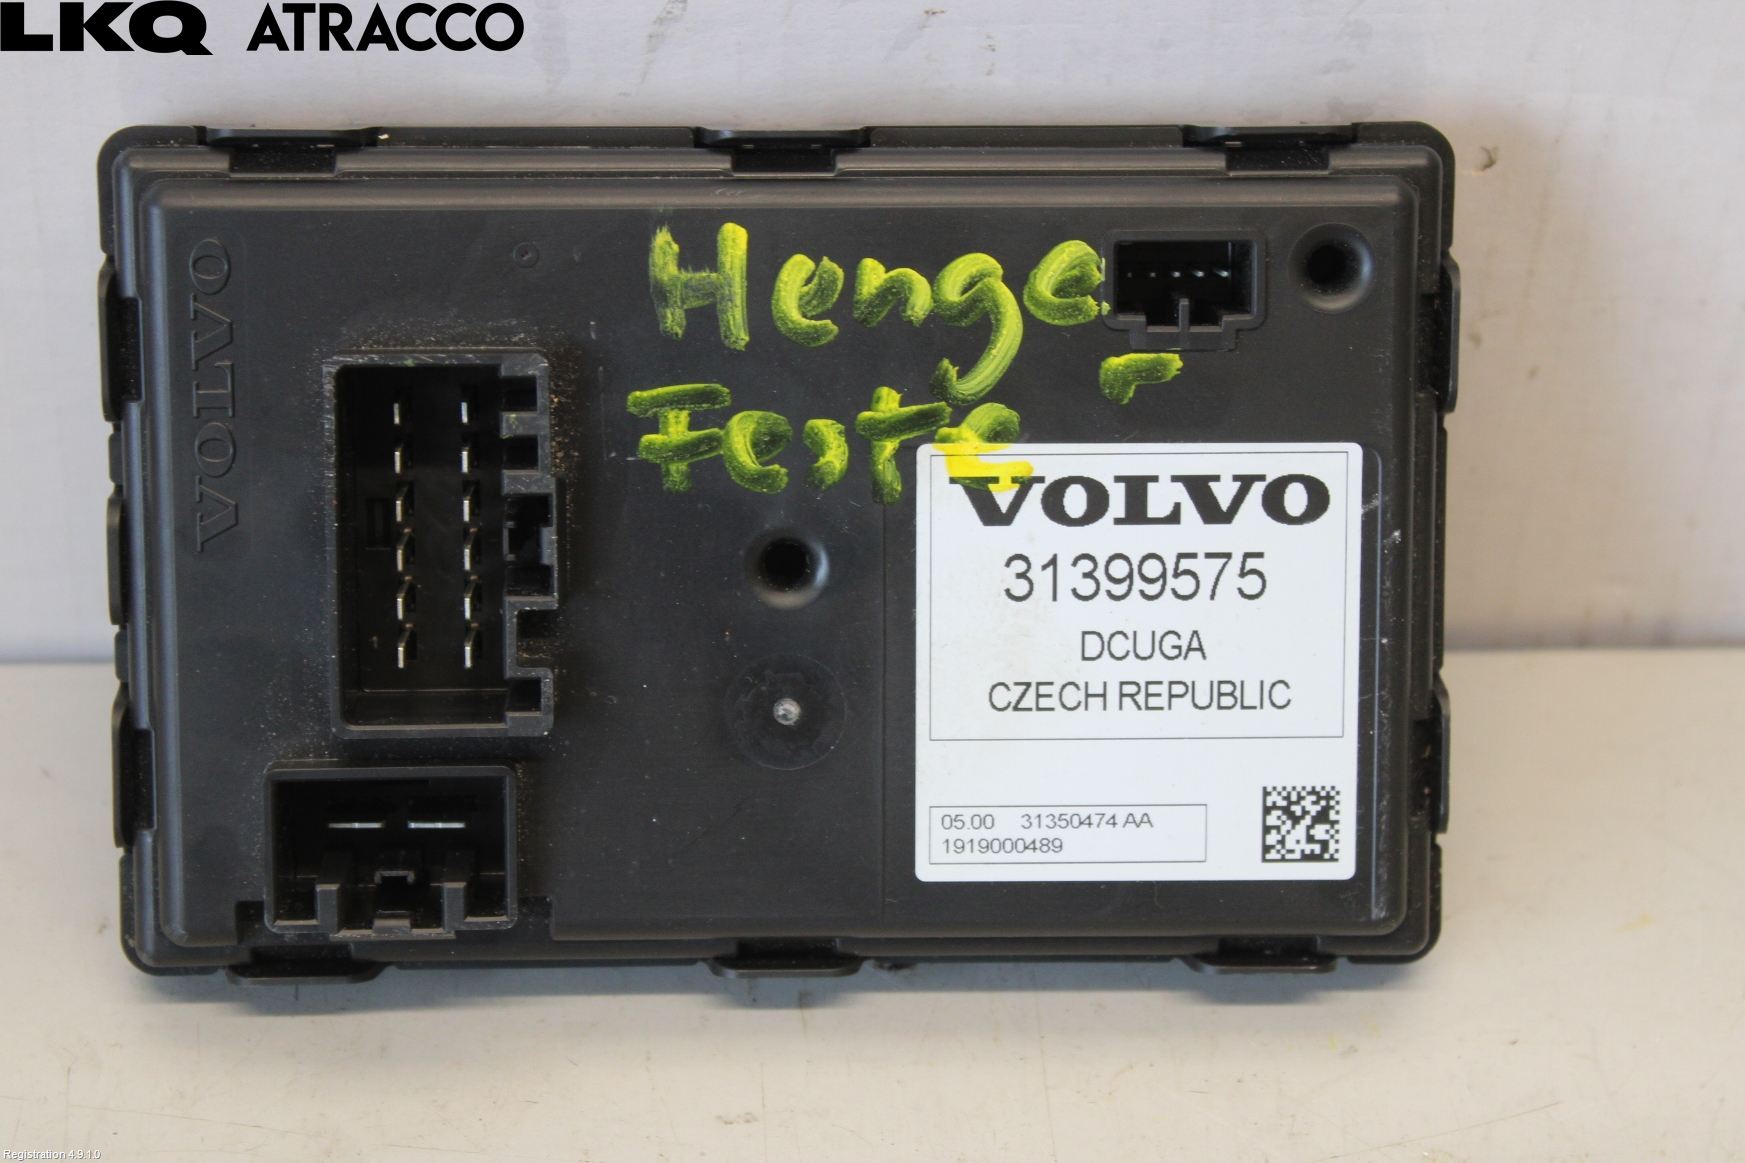 LKQ ATRACCO
VOLVO
Henger-
Feste
VOLVO
31399575
DCUGA
CZECH REPUBLIC
05.00 31350474 AA
1919000489
Registration 4.9.1.0